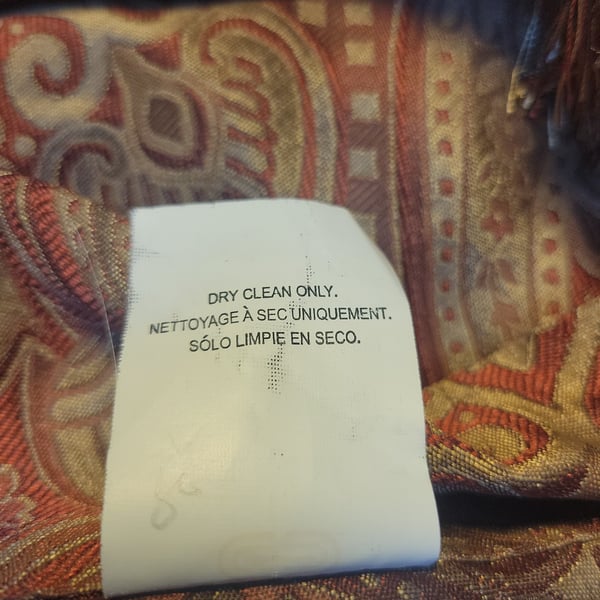 DRY CLEAN ONLY.
NETTOYAGE À SEC UNIQUEMENT.
SÓLO LIMPIE EN SECO.